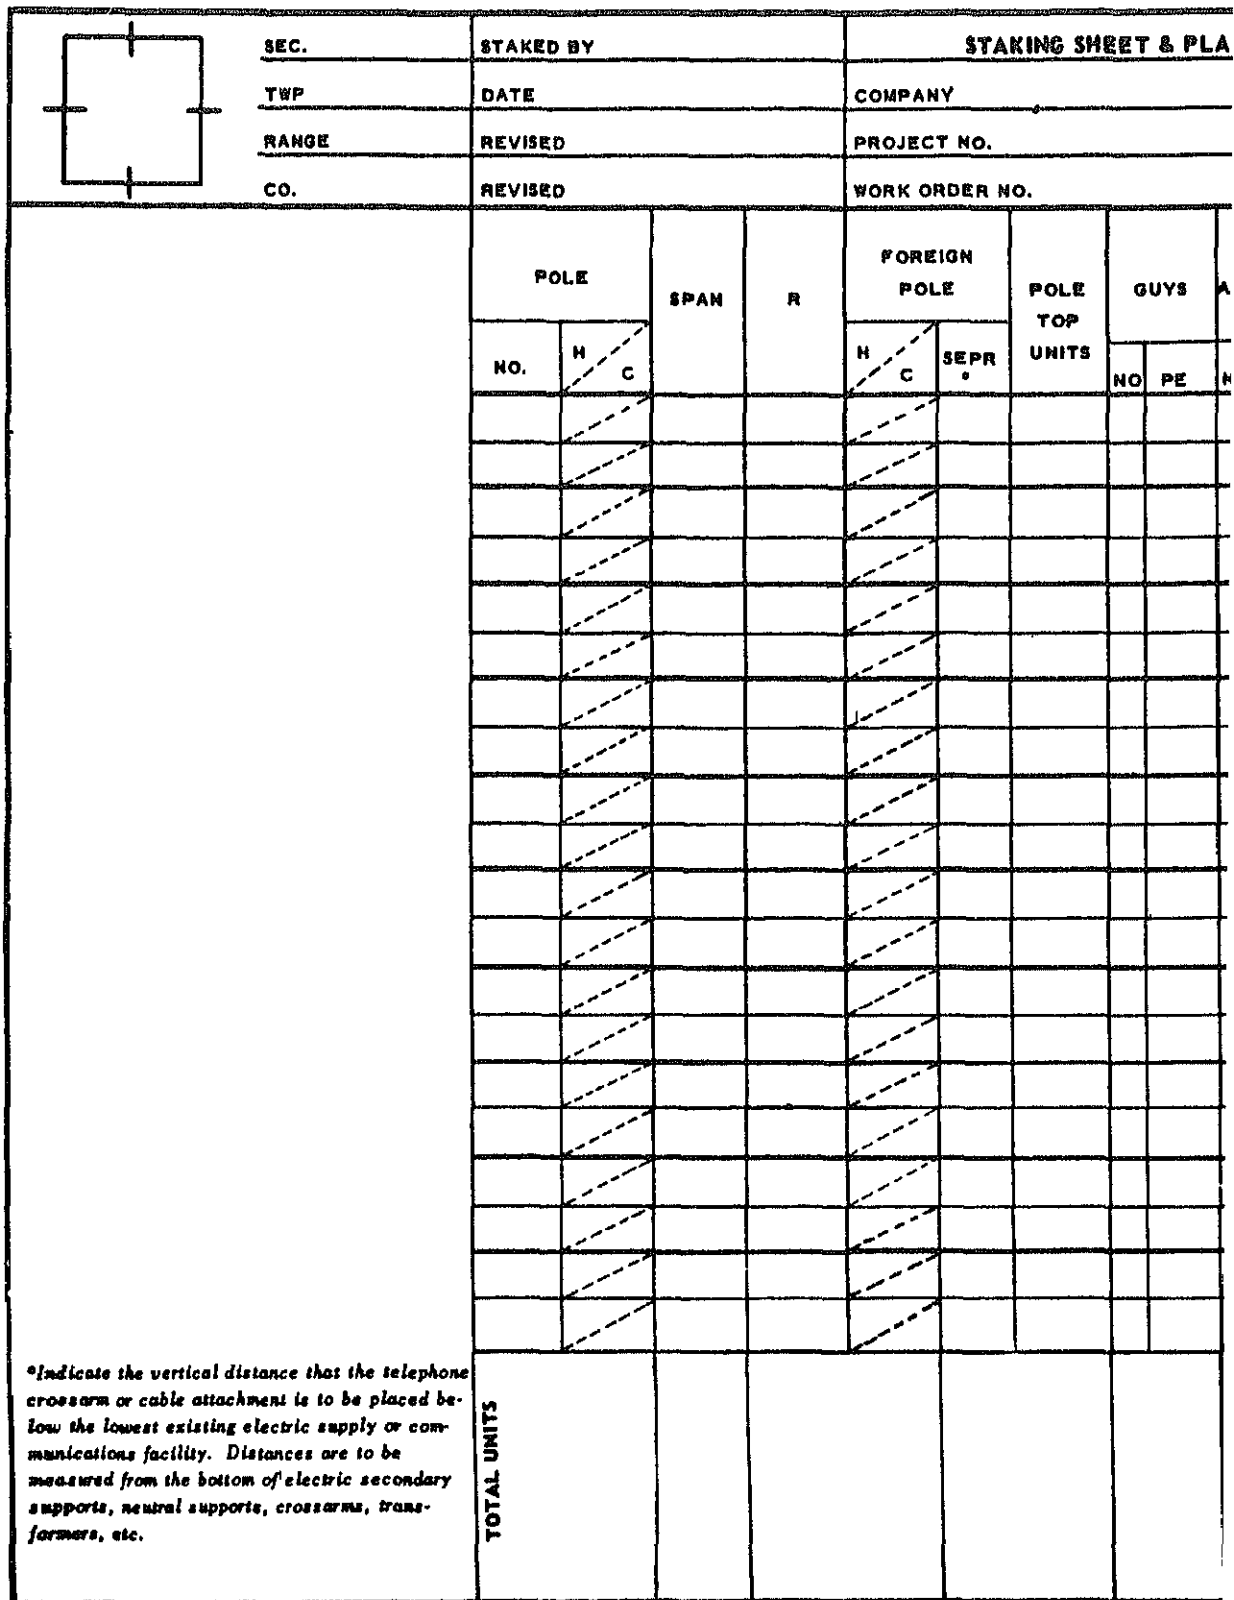 SEC. STAKED BY STAKING SHEET & PLA
TWP DATE COMPANY
RANGE REVISED PROJECT NO.
CO. REVISED WORK ORDER NO.
POLE SPAN R FOREIGN POLE POLE TOP UNITS GUYS A
NO. H C H C SEPR * NO PE N
*Indicate the vertical distance that the telephone
crossarm or cable attachment is to be placed be-
low the lowest existing electric supply or com-
munications facility. Distances are to be
measured from the bottom of electric secondary
supports, neutral supports, crossarms, trans-
formers, etc.
TOTAL UNITS